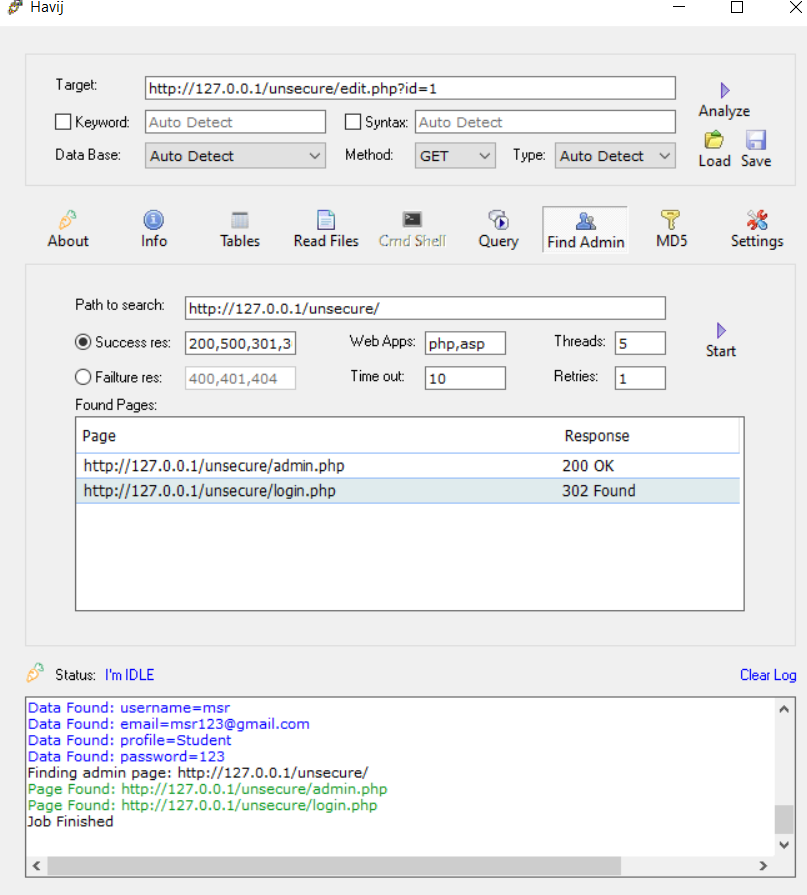 Havij
Target: http://127.0.0.1/unsecure/edit.php?id=1
Analyze
Keyword: Auto Detect Syntax: Auto Detect
Data Base: Auto Detect Method: GET Type: Auto Detect
Load Save
About Info Tables Read Files Cmd Shell Query Find Admin MD5 Settings
Path to search: http://127.0.0.1/unsecure/
Success res: 200,500,301,3 Web Apps: php,asp Threads: 5
Start
Failture res: 400,401,404 Time out: 10 Retries: 1
Found Pages:
Page Response
http://127.0.0.1/unsecure/admin.php 200 OK
http://127.0.0.1/unsecure/login.php 302 Found
Status: I'm IDLE Clear Log
Data Found: username=msr
Data Found: email=msr123@gmail.com
Data Found: profile=Student
Data Found: password=123
Finding admin page: http://127.0.0.1/unsecure/
Page Found: http://127.0.0.1/unsecure/admin.php
Page Found: http://127.0.0.1/unsecure/login.php
Job Finished